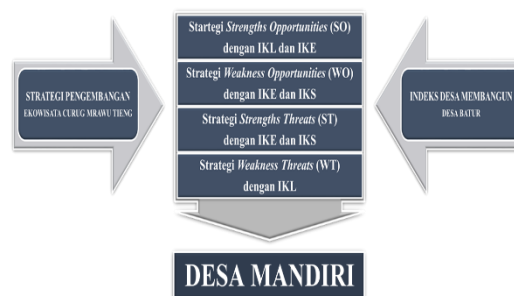 STRATEGI PENGEMBANGAN
EKOWISATA CURUG MRAWU TIENG
Startegi Strengths Opportunities (SO)
dengan IKL dan IKE
Strategi Weakness Opportunities (WO)
dengan IKE dan IKS
Strategi Strengths Threats (ST)
dengan IKE dan IKS
Strategi Weakness Threats (WT)
dengan IKL
INDEKS DESA MEMBANGUN
DESA BATUR
DESA MANDIRI